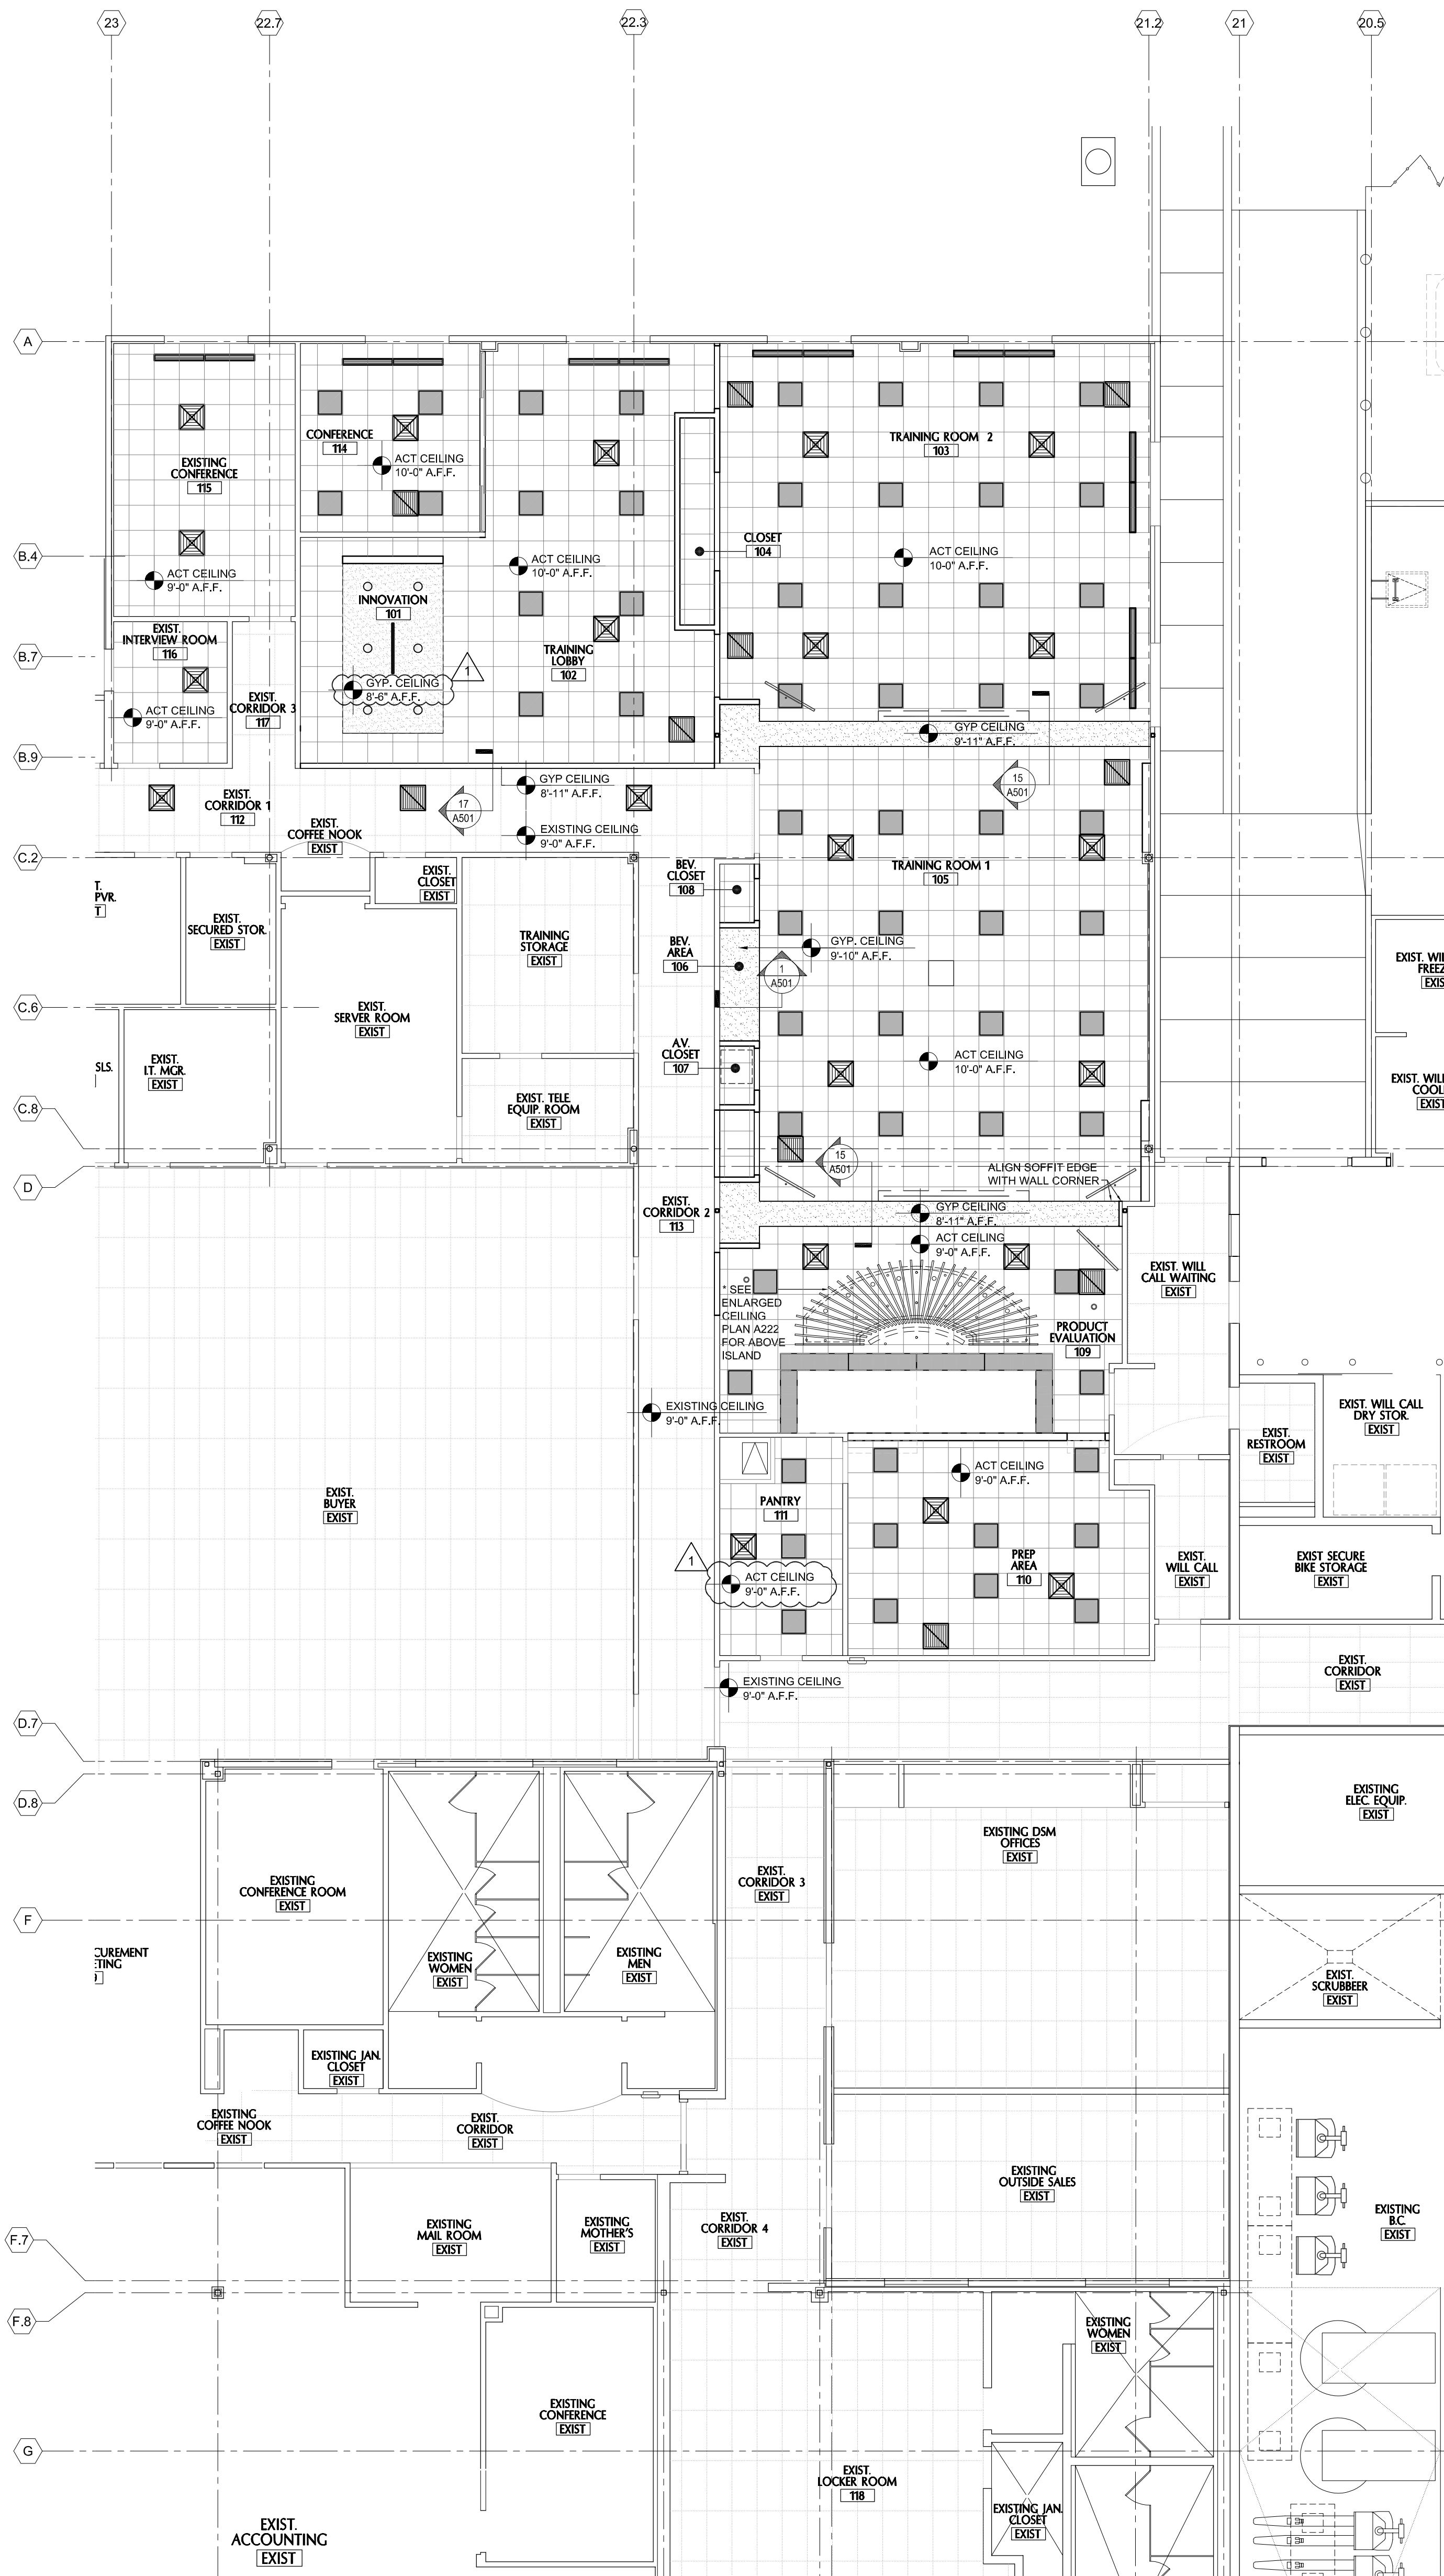 23
22.7
22.3
21.2
21
20.5
A
B.4
B.7
B.9
C.2
C.6
C.8
D
D.7
D.8
F
F.7
F.8
G
EXISTING
CONFERENCE
115
ACT CEILING
9'-0" A.F.F.
CONFERENCE
114
ACT CEILING
10'-0" A.F.F.
INNOVATION
101
GYP. CEILING
8'-6" A.F.F.
1
ACT CEILING
10'-0" A.F.F.
TRAINING
LOBBY
102
CLOSET
104
TRAINING ROOM 2
103
ACT CEILING
10-0" A.F.F.
GYP CEILING
9'-11" A.F.F.
EXIST.
INTERVIEW ROOM
116
ACT CEILING
9'-0" A.F.F.
EXIST.
CORRIDOR 3
117
EXIST.
CORRIDOR 1
112
EXIST.
COFFEE NOOK
EXIST
17
A501
GYP CEILING
8'-11" A.F.F.
EXISTING CEILING
9'-0" A.F.F.
15
A501
T.
PVR.
T
EXIST.
SECURED STOR.
EXIST
EXIST.
CLOSET
EXIST
TRAINING
STORAGE
EXIST
BEV.
CLOSET
108
BEV.
AREA
106
GYP. CEILING
9'-10" A.F.F.
1
A501
TRAINING ROOM 1
105
ACT CEILING
10'-0" A.F.F.
A.V.
CLOSET
107
EXIST.
SERVER ROOM
EXIST
SLS.
EXIST.
I.T. MGR.
EXIST
EXIST. TELE.
EQUIP. ROOM
EXIST
15
A501
ALIGN SOFFIT EDGE
WITH WALL CORNER
EXIST.
CORRIDOR 2
113
GYP CEILING
8'-11" A.F.F.
ACT CEILING
9'-0" A.F.F.
* SEE
ENLARGED
CEILING
PLAN A222
FOR ABOVE
ISLAND
PRODUCT
EVALUATION
109
EXIST. WILL
CALL WAITING
EXIST
EXIST. WIL
FREEZ
EXIS
EXIST. WIL
COOL
EXIST
EXISTING CEILING
9'-0" A.F.F.
EXIST.
BUYER
EXIST
PANTRY
111
1
ACT CEILING
9'-0" A.F.F.
ACT CEILING
9'-0" A.F.F.
PREP
AREA
110
EXIST.
RESTROOM
EXIST
EXIST. WILL CALL
DRY STOR.
EXIST
EXIST.
WILL CALL
EXIST
EXIST SECURE
BIKE STORAGE
EXIST
EXISTING CEILING
9'-0" A.F.F.
EXIST.
CORRIDOR
EXIST
EXISTING
ELEC. EQUIP.
EXIST
EXISTING DSM
OFFICES
EXIST
EXIST.
CORRIDOR 3
EXIST
EXISTING
CONFERENCE ROOM
EXIST
EXISTING
WOMEN
EXIST
EXISTING
MEN
EXIST
CUREMENT
TING
EXIST.
SCRUBBEER
EXIST
EXISTING JAN.
CLOSET
EXIST
EXISTING
COFFEE NOOK
EXIST
EXIST.
CORRIDOR
EXIST
EXISTING
OUTSIDE SALES
EXIST
EXISTING
MAIL ROOM
EXIST
EXISTING
MOTHER'S
EXIST
EXIST.
CORRIDOR 4
EXIST
EXISTING
B.C.
EXIST
EXISTING
WOMEN
EXIST
EXISTING
CONFERENCE
EXIST
EXIST.
LOCKER ROOM
118
EXISTING JAN.
CLOSET
EXIST
EXIST.
ACCOUNTING
EXIST